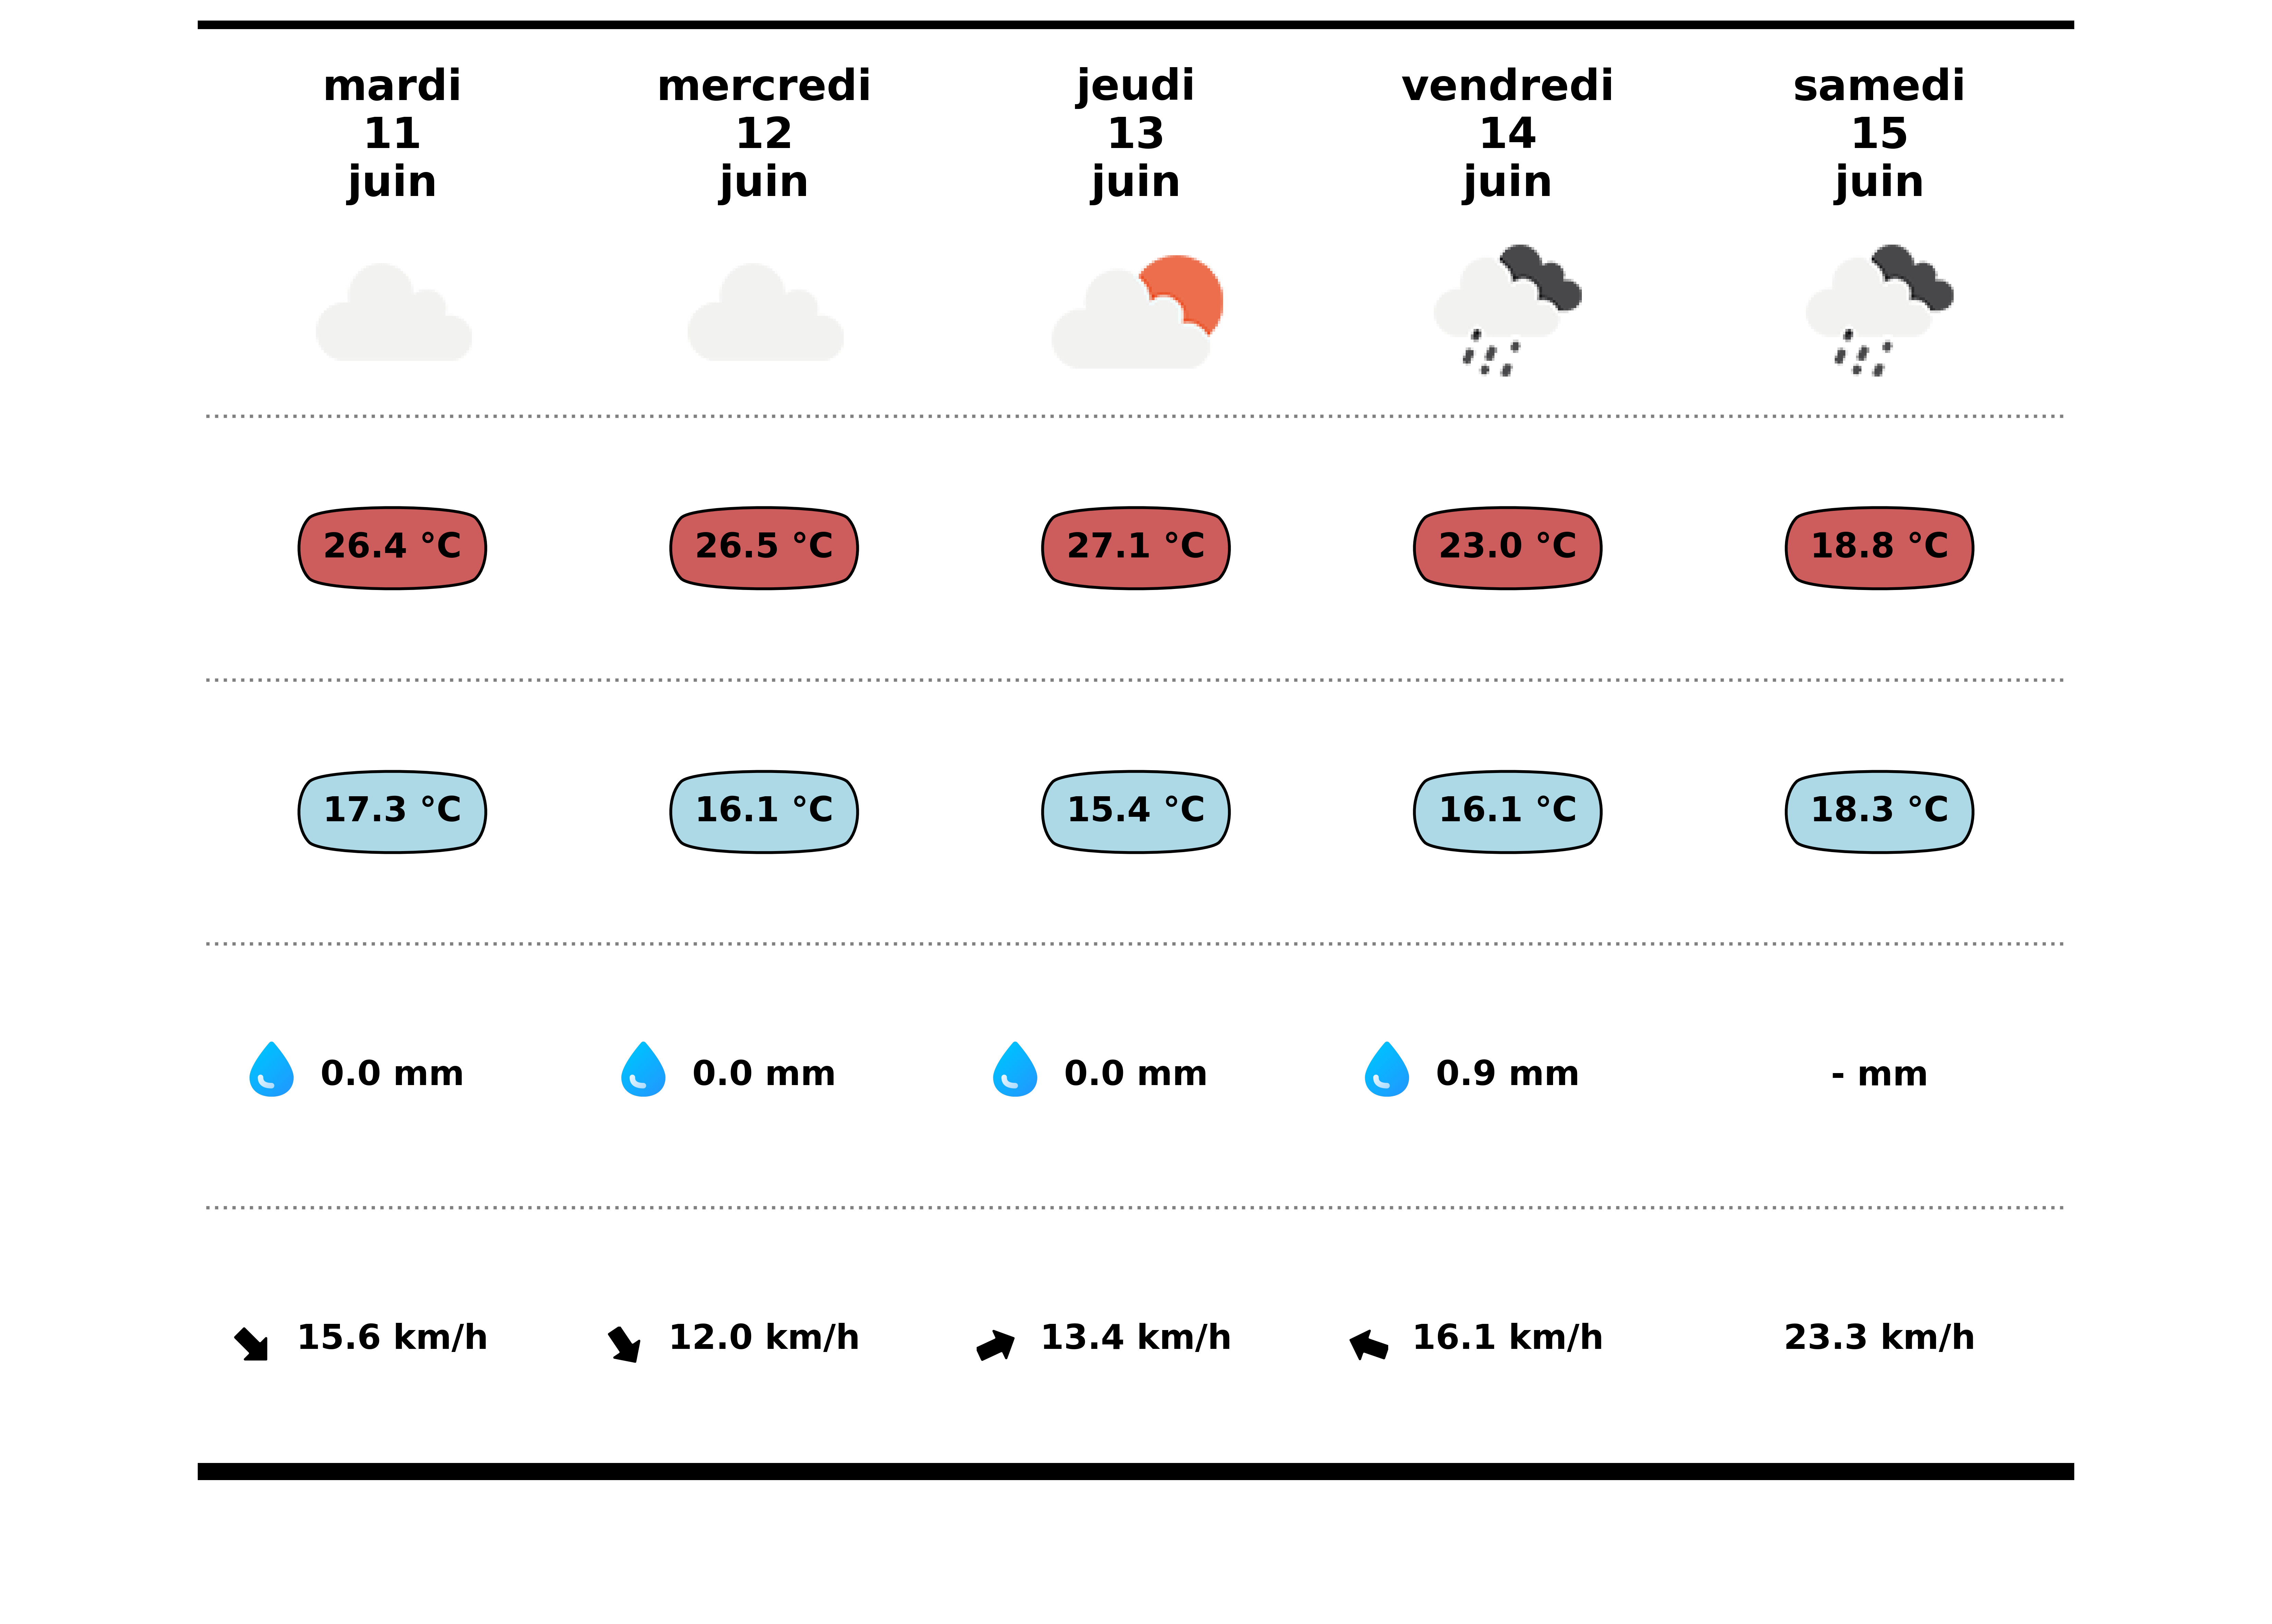 mardi mercredi jeudi vendredi samedi
11 12 13 14 15
juin juin juin juin juin
26.4 °C 26.5 °C 27.1 °C 23.0 °C 18.8 °C
17.3 °C 16.1 °C 15.4 °C 16.1 °C 18.3 °C
0.0 mm 0.0 mm 0.0 mm 0.9 mm - mm
15.6 km/h 12.0 km/h 13.4 km/h 16.1 km/h 23.3 km/h